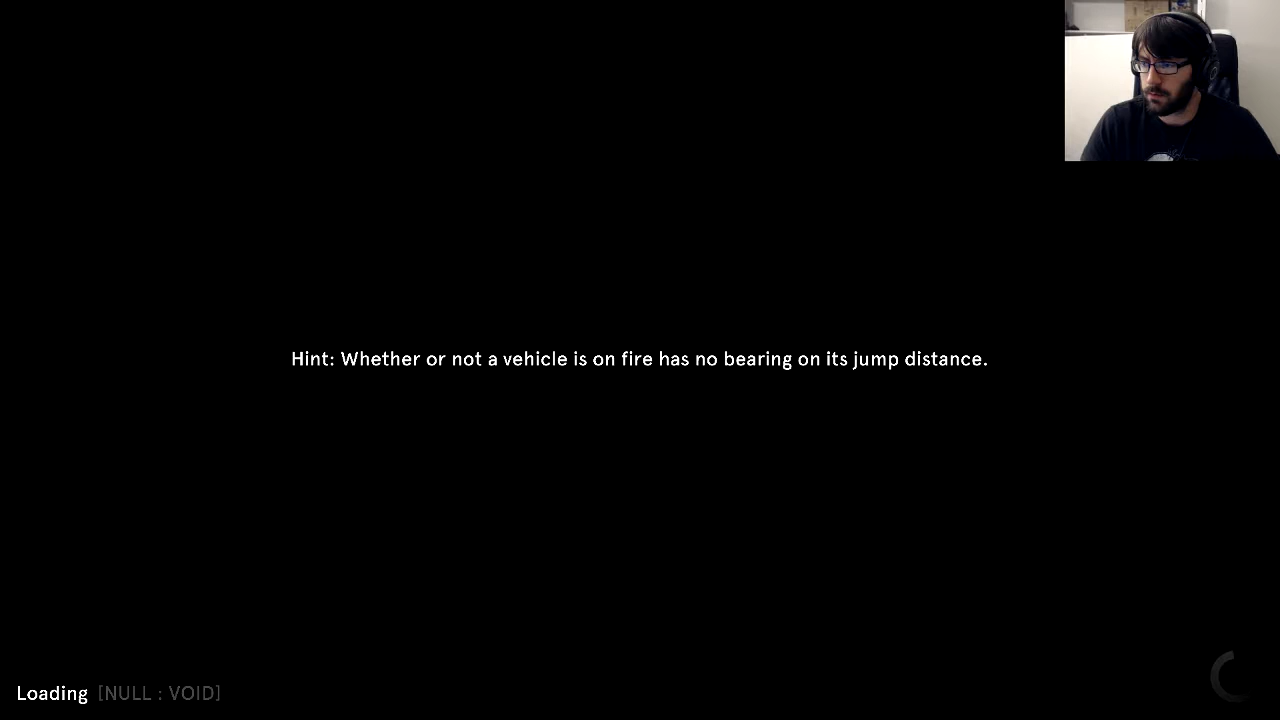 Hint: Whether or not a vehicle is on fire has no bearing on its jump distance.
Loading [NULL : VOID]